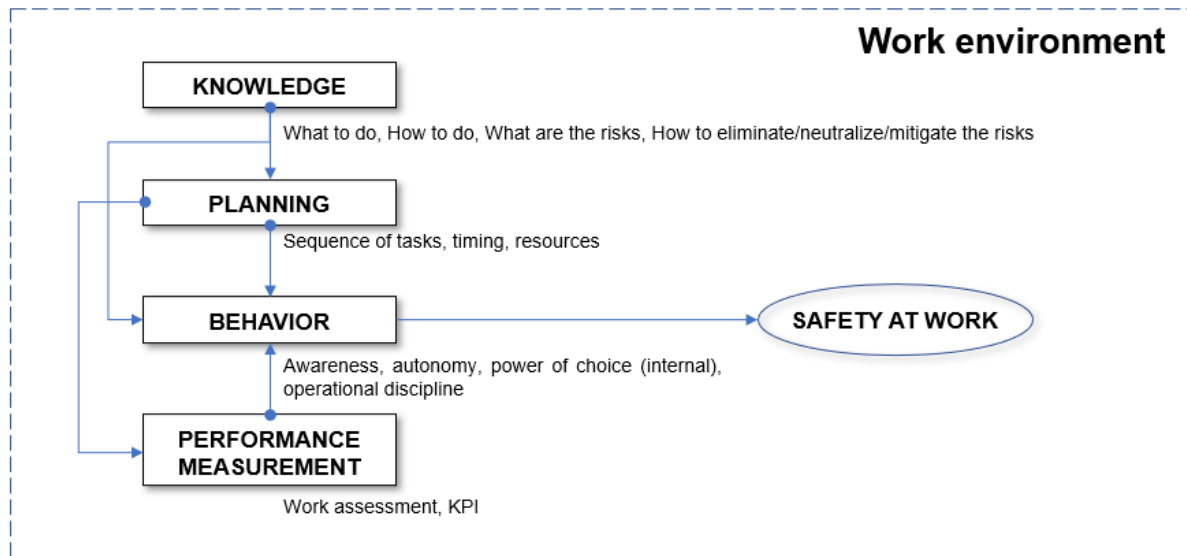 Work environment
KNOWLEDGE
What to do, How to do, What are the risks, How to eliminate/neutralize/mitigate the risks
PLANNING
Sequence of tasks, timing, resources
BEHAVIOR
SAFETY AT WORK
Awareness, autonomy, power of choice (internal),
operational discipline
PERFORMANCE
MEASUREMENT
Work assessment, KPI